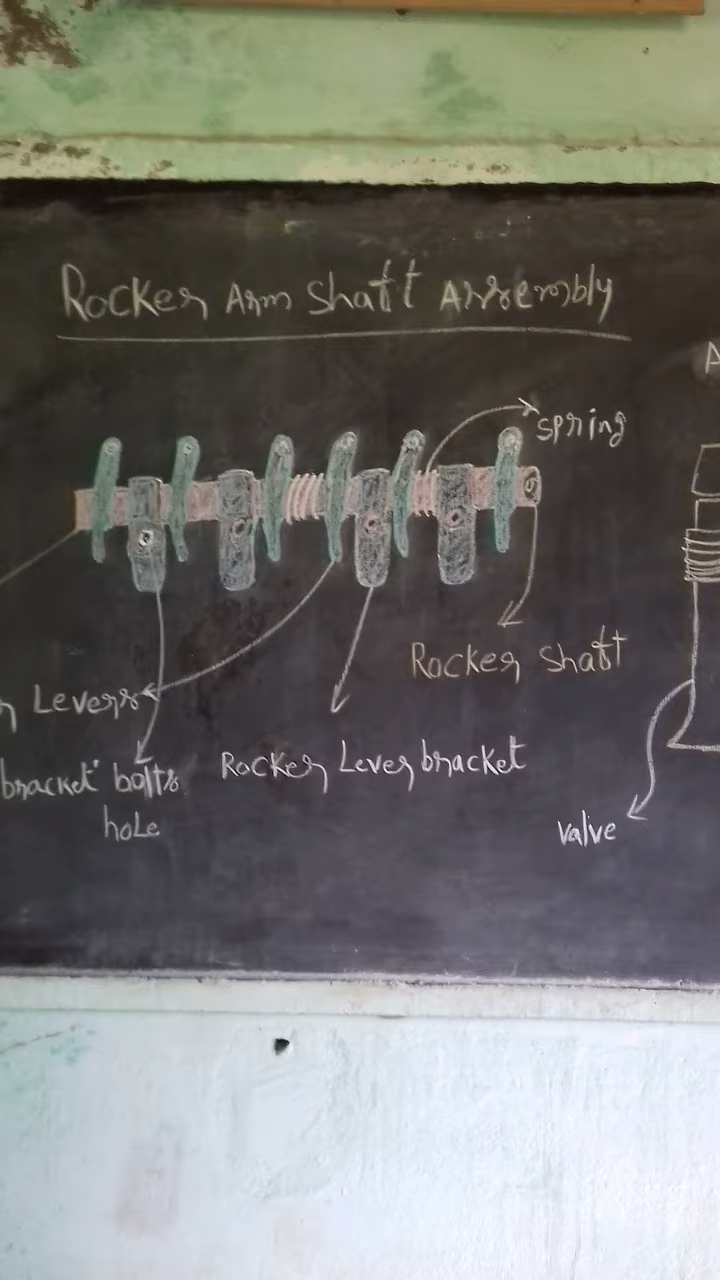 Rocker Arm Shaft Assembly
spring
Rocker Shaft
Levers
Rocker Lever bracket
bracket bolts
hole
valve
A